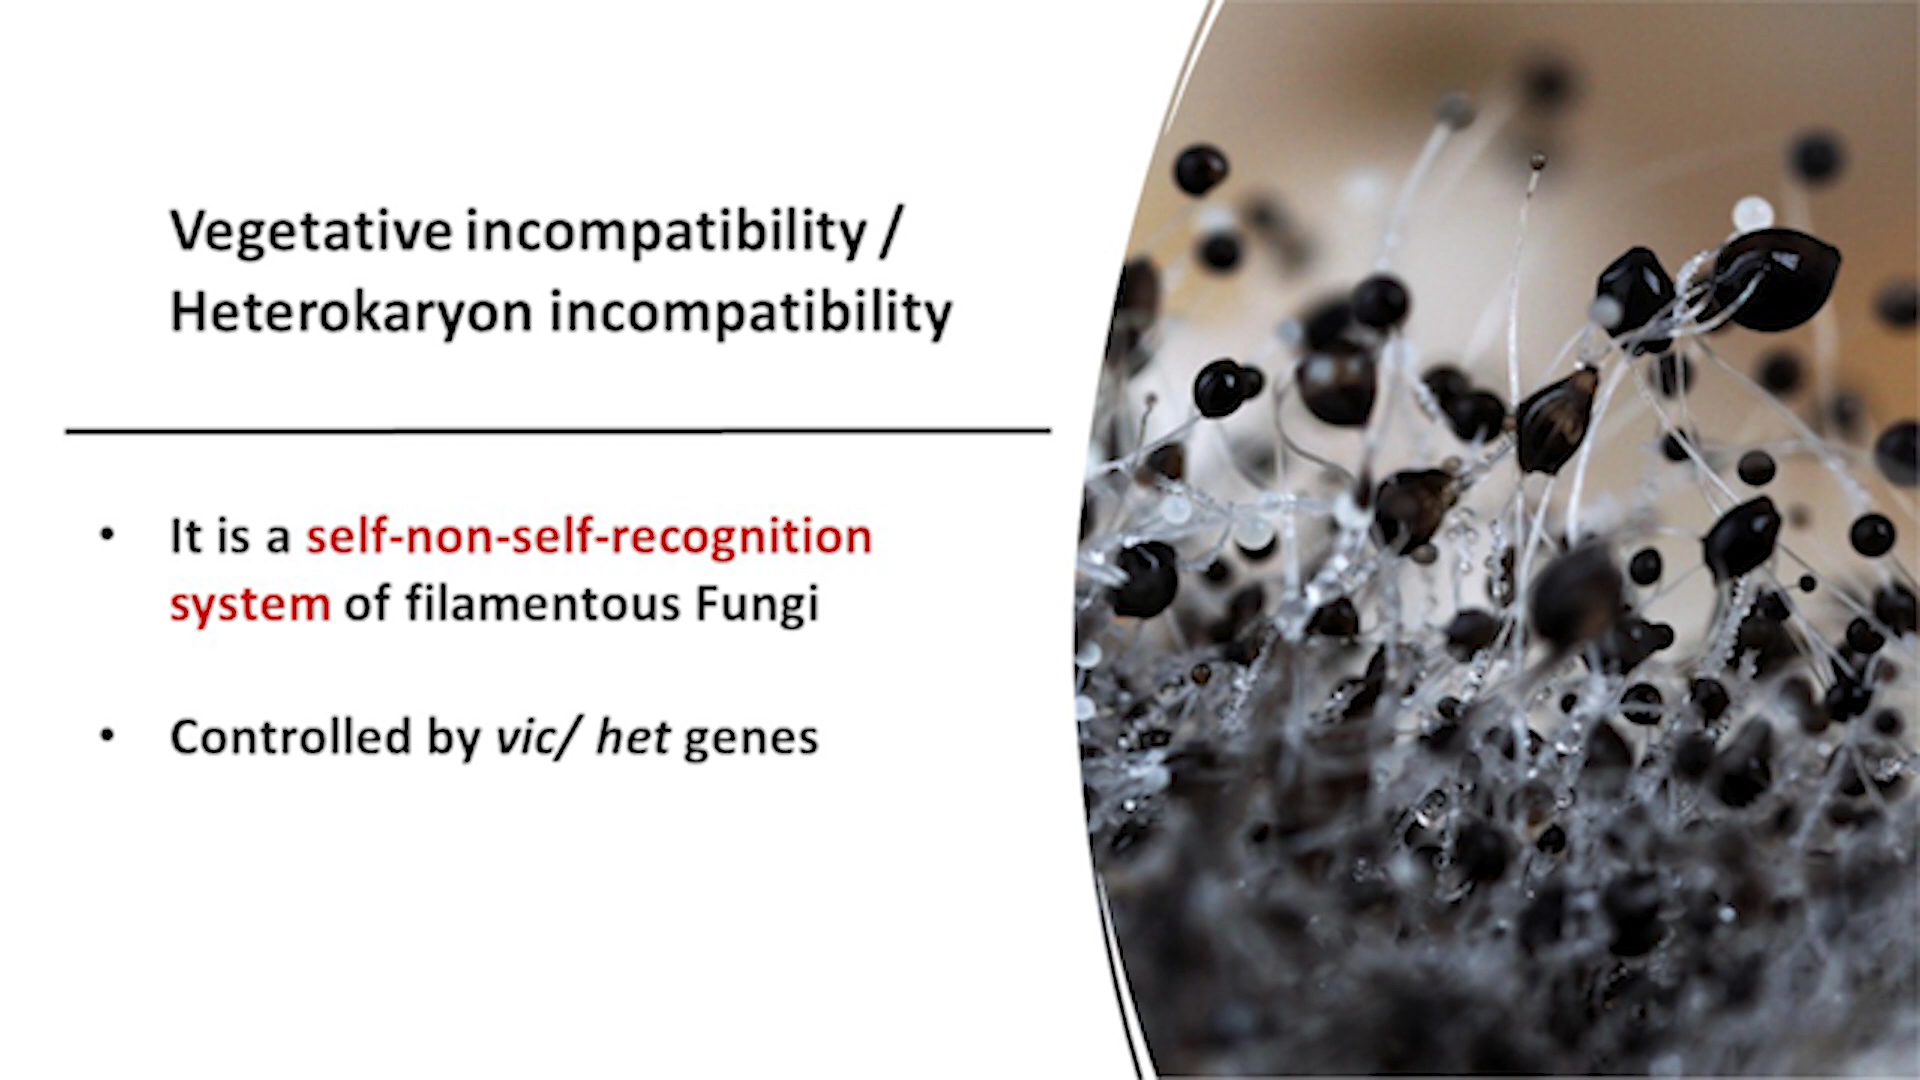 Vegetative incompatibility /
Heterokaryon incompatibility
• It is a self-non-self-recognition
system of filamentous Fungi
• Controlled by vic/ het genes